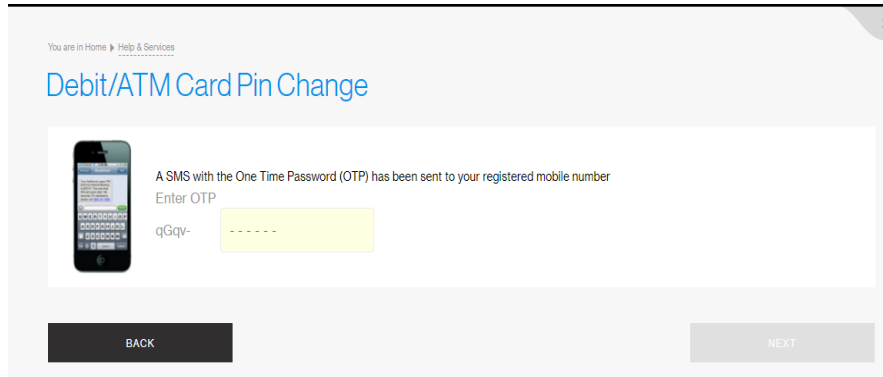 You are in Home ▶ Help & Services
Debit/ATM Card Pin Change
A SMS with the One Time Password (OTP) has been sent to your registered mobile number
Enter OTP
qGqv- - - - - - -
BACK
NEXT